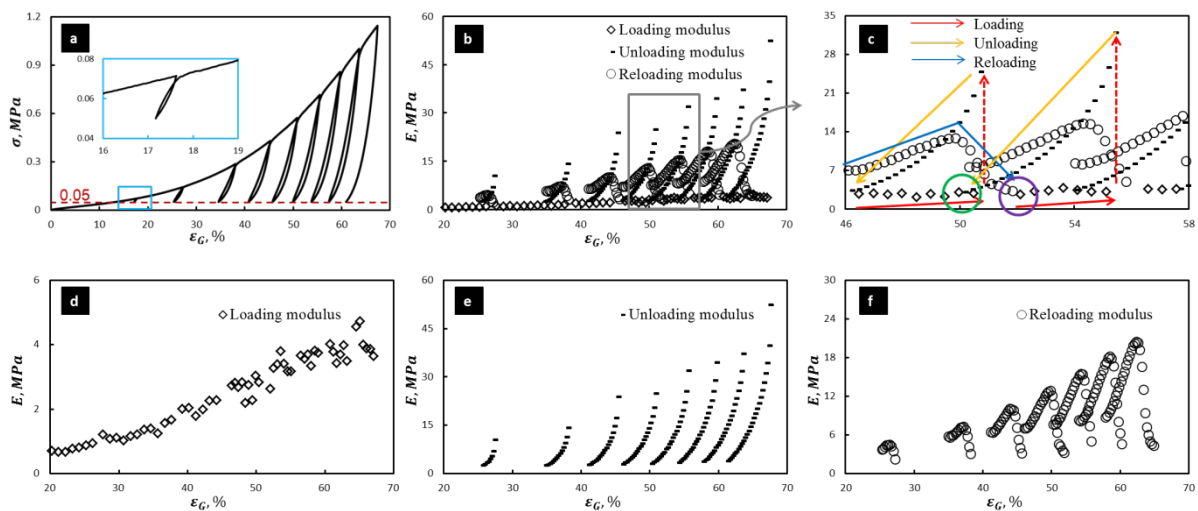 a
σ, MPa
1.2
0.9
0.6
0.3
0
0.05
0.08
0.06
0.04
16 17 18 19
0 10 20 30 40 50 60 70
ε_G, %
b
E, MPa
60
45
30
15
0
Loading modulus
Unloading modulus
Reloading modulus
20 30 40 50 60 70
ε_G, %
c
E, MPa
35
28
21
14
7
0
Loading
Unloading
Reloading
46 50 54 58
ε_G, %
d
E, MPa
6
4
2
0
Loading modulus
20 30 40 50 60 70
ε_G, %
e
E, MPa
60
45
30
15
0
Unloading modulus
20 30 40 50 60 70
ε_G, %
f
E, MPa
30
24
18
12
6
0
Reloading modulus
20 30 40 50 60 70
ε_G, %